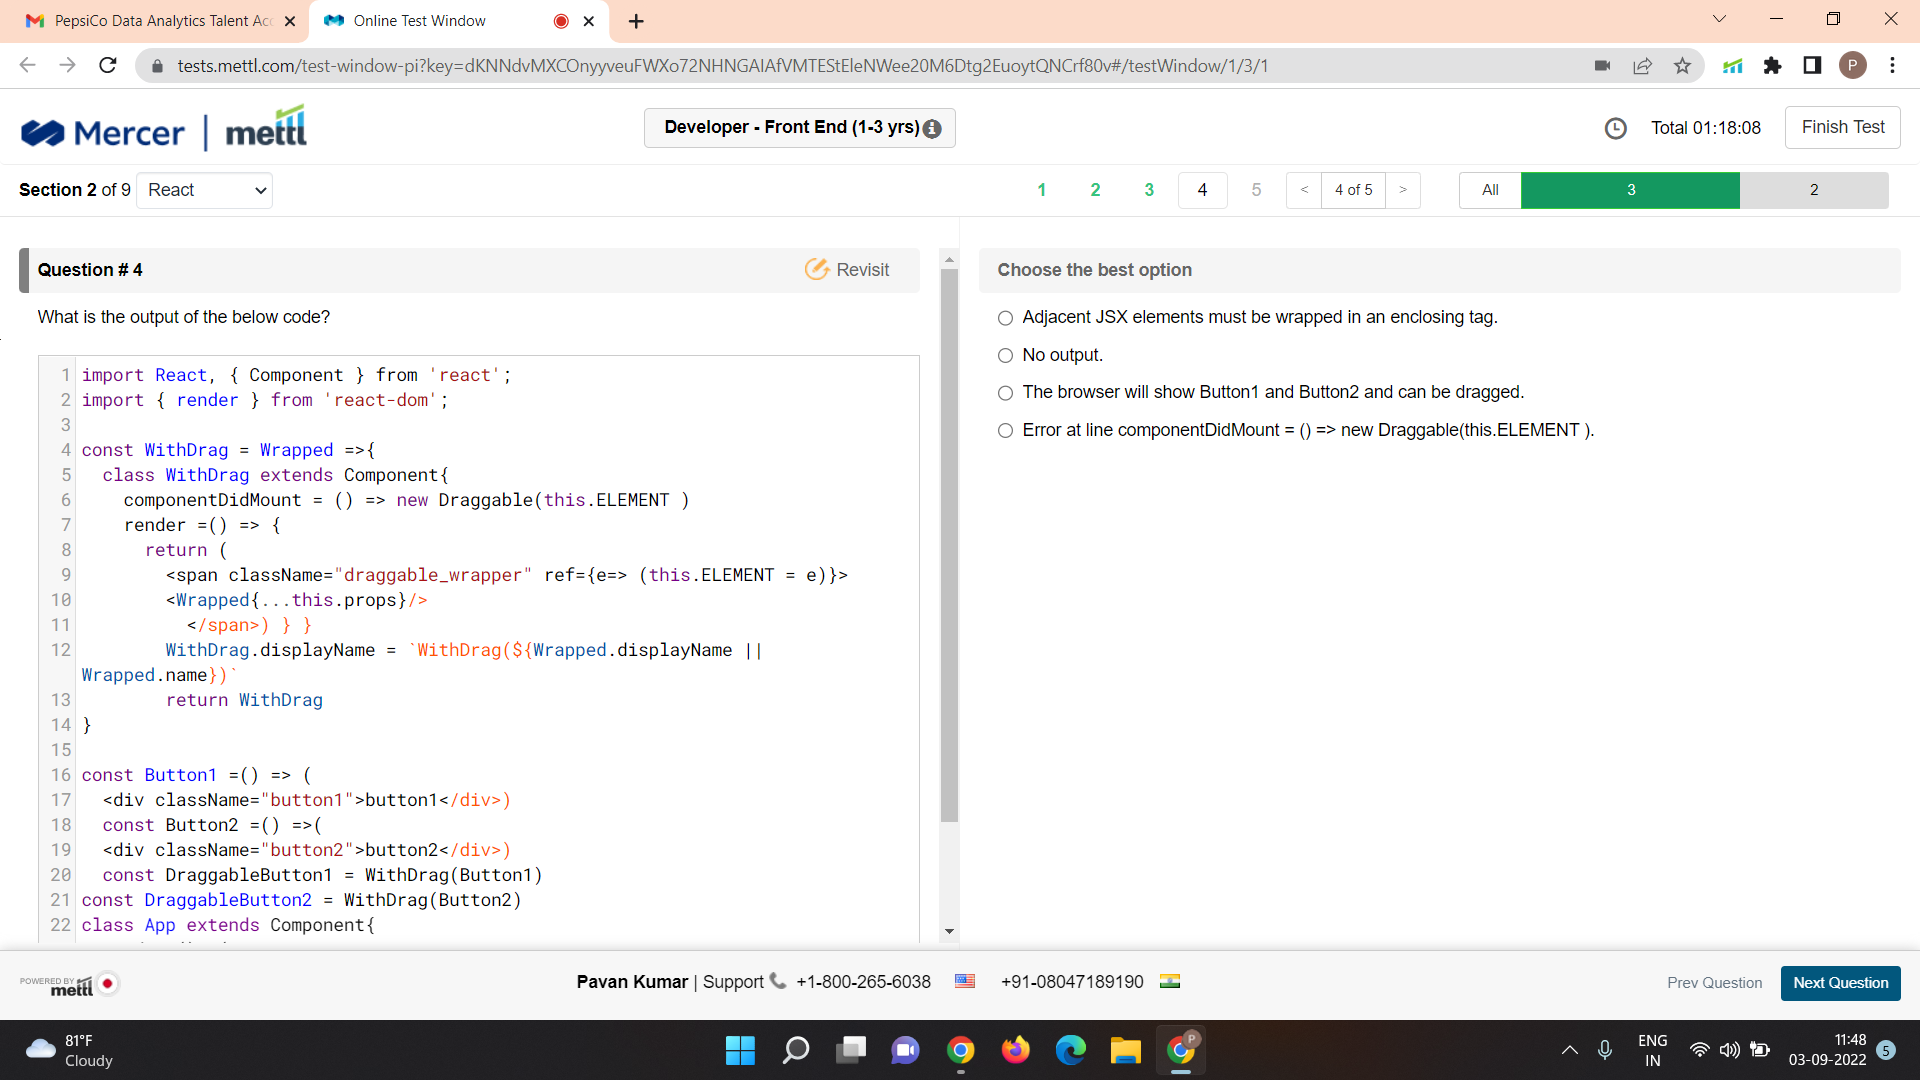 PepsiCo Data Analytics Talent Acc
Online Test Window
tests.mettl.com/test-window-pi?key=dKNNdvMXCOnyyveuFWXo72NHNGAIAfVMTEStEleNWee20M6Dtg2EuoytQNCrf80v#/testWindow/1/3/1
P
Mercer | mettl
Developer - Front End (1-3 yrs)
Total 01:18:08
Finish Test
Section 2 of 9 React
1 2 3 4 5 < 4 of 5 > All 3 2
Question # 4
Revisit
What is the output of the below code?
1 import React, { Component } from 'react';
2 import { render } from 'react-dom';
3
4 const WithDrag = Wrapped =>{
5 class WithDrag extends Component{
6 componentDidMount = () => new Draggable(this.ELEMENT )
7 render =() => {
8 return (
9 <span className="draggable_wrapper" ref={e=> (this.ELEMENT = e)}>
10 <Wrapped{...this.props}/>
11 </span>) } }
12 WithDrag.displayName = `WithDrag(${Wrapped.displayName ||
Wrapped.name})`
13 return WithDrag
14 }
15
16 const Button1 =() => (
17 <div className="button1">button1</div>)
18 const Button2 =() =>(
19 <div className="button2">button2</div>)
20 const DraggableButton1 = WithDrag(Button1)
21 const DraggableButton2 = WithDrag(Button2)
22 class App extends Component{
Choose the best option
Adjacent JSX elements must be wrapped in an enclosing tag.
No output.
The browser will show Button1 and Button2 and can be dragged.
Error at line componentDidMount = () => new Draggable(this.ELEMENT ).
POWERED BY
mettl
Pavan Kumar | Support +1-800-265-6038 +91-08047189190
Prev Question
Next Question
81°F
Cloudy
P
ENG
IN
11:48
03-09-2022
5